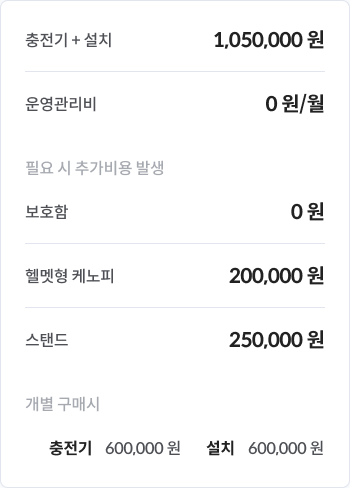 충전기 + 설치 1,050,000 원
운영관리비 0 원/월
필요 시 추가비용 발생
보호함 0 원
헬멧형 케노피 200,000 원
스탠드 250,000 원
개별 구매시
충전기 600,000 원 설치 600,000 원